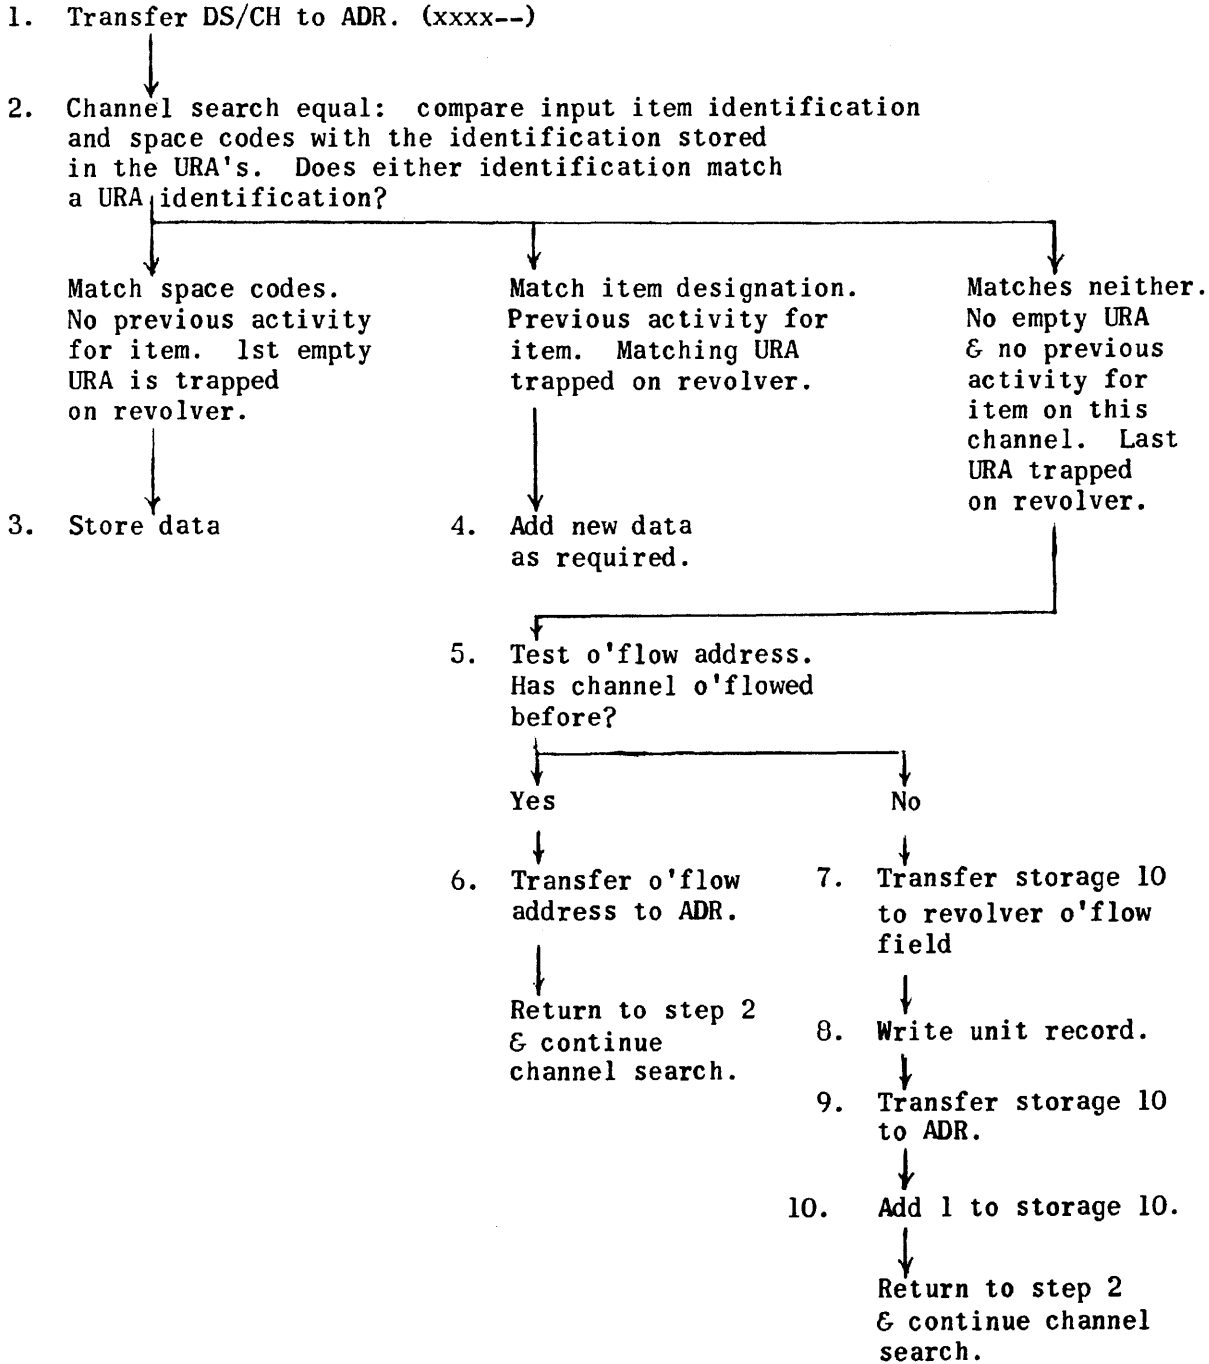 1. Transfer DS/CH to ADR. (xxxx--)
2. Channel search equal: compare input item identification
and space codes with the identification stored
in the URA's. Does either identification match
a URA identification?
Match space codes.
No previous activity
for item. 1st empty
URA is trapped
on revolver.
Match item designation.
Previous activity for
item. Matching URA
trapped on revolver.
Matches neither.
No empty URA
& no previous
activity for
item on this
channel. Last
URA trapped
on revolver.
3. Store data
4. Add new data
as required.
5. Test o'flow address.
Has channel o'flowed
before?
Yes
No
6. Transfer o'flow
address to ADR.
Return to step 2
& continue
channel search.
7. Transfer storage 10
to revolver o'flow
field
8. Write unit record.
9. Transfer storage 10
to ADR.
10. Add 1 to storage 10.
Return to step 2
& continue channel
search.